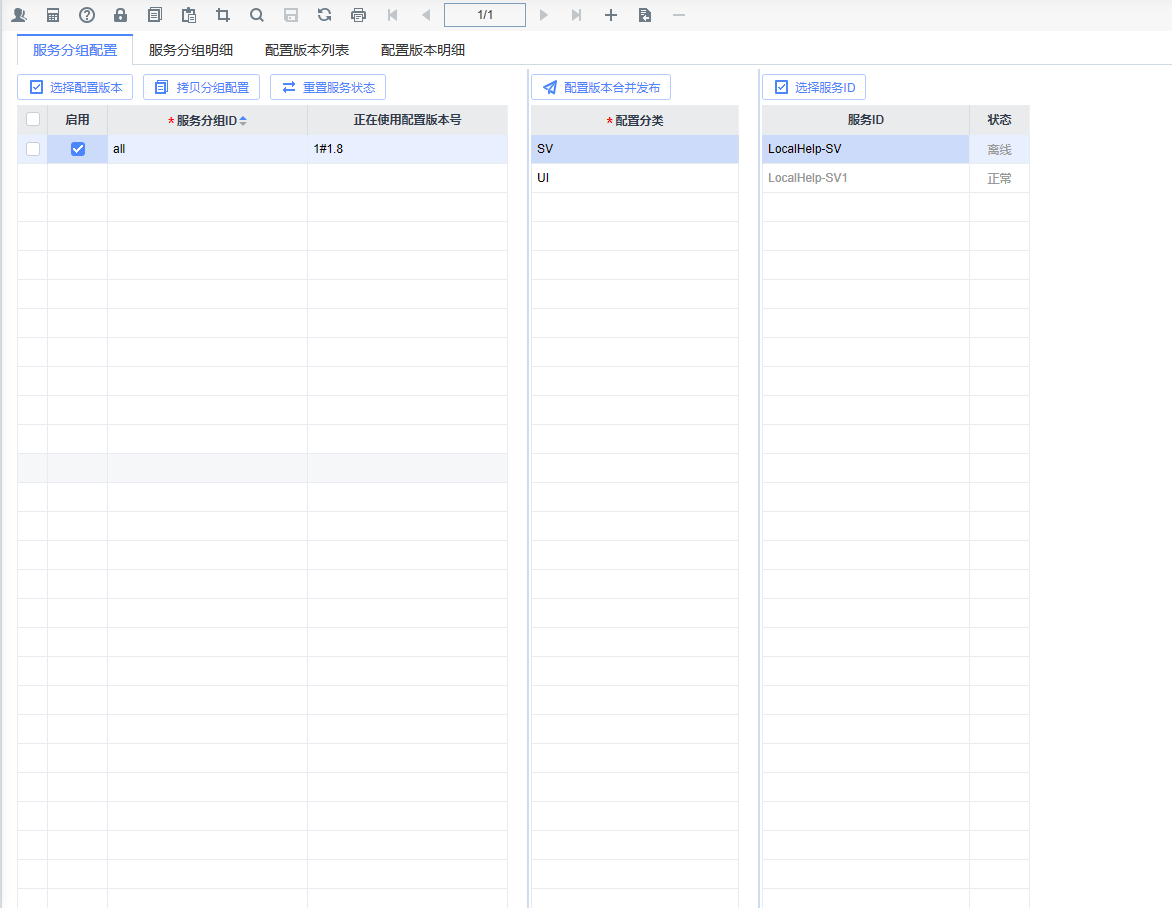 1/1
服务分组配置 服务分组明细 配置版本列表 配置版本明细
选择配置版本 拷贝分组配置 重置服务状态 配置版本合并发布 选择服务ID
启用 *服务分组ID 正在使用配置版本号 *配置分类 服务ID 状态
all 1#1.8 SV LocalHelp-SV 离线
UI LocalHelp-SV1 正常